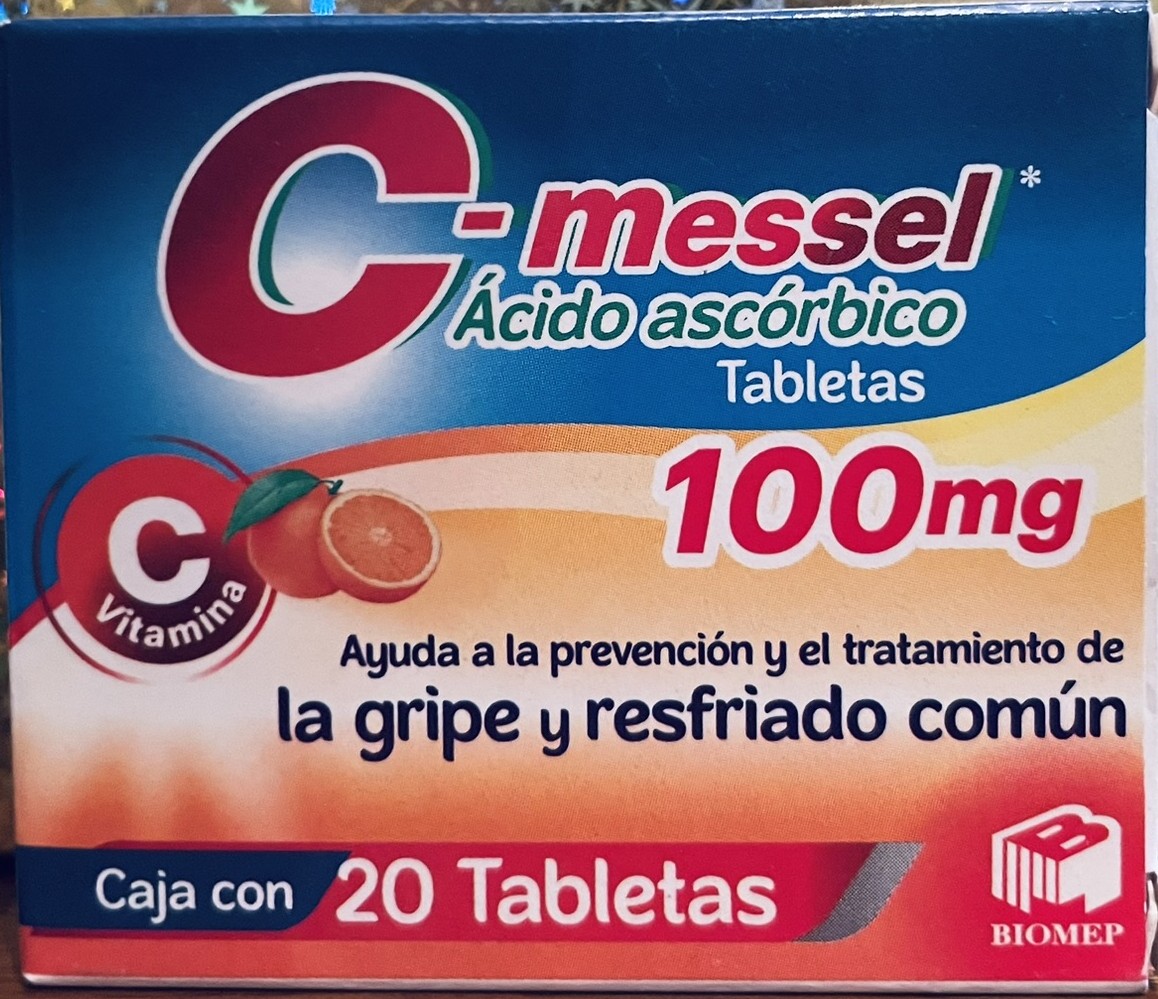 C-messel*
Ácido ascórbico
Tabletas
100mg
C
Vitamina
Ayuda a la prevención y el tratamiento de
la gripe y resfriado común
Caja con 20 Tabletas
B
BIOMEP